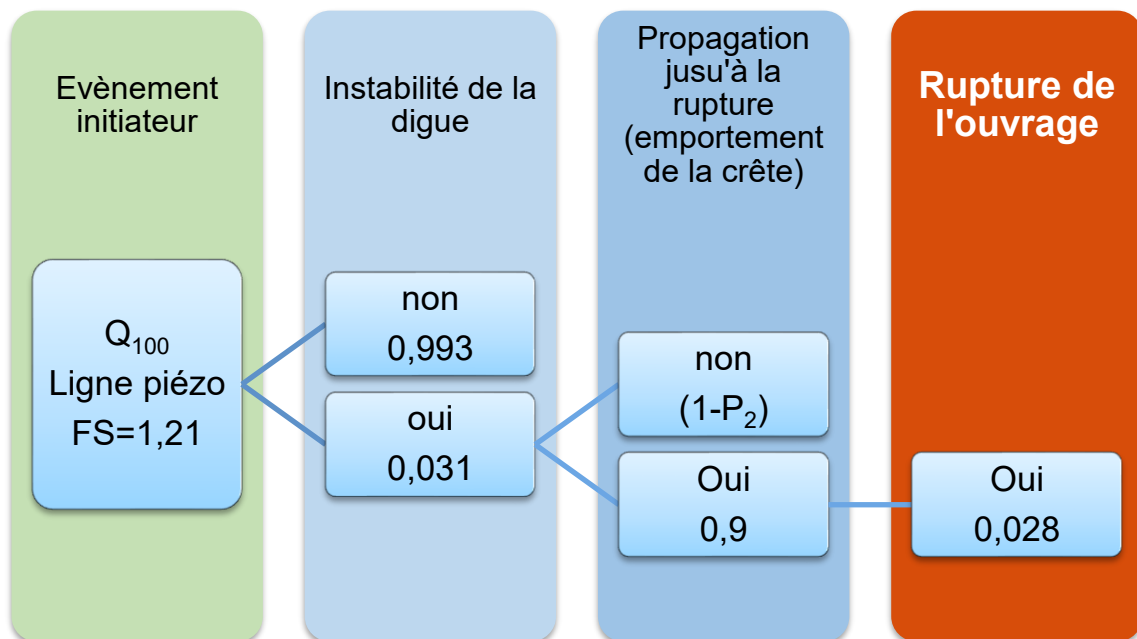 Evènement
initiateur
Q100
Ligne piézo
FS=1,21
Instabilité de la
digue
non
0,993
oui
0,031
Propagation
jusu'à la
rupture
(emportement
de la crête)
non
(1-P2)
Oui
0,9
Rupture de
l'ouvrage
Oui
0,028